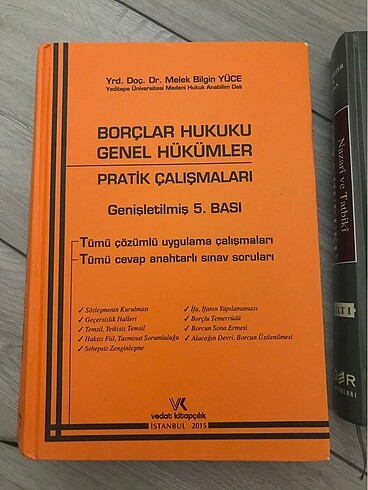 Yrd. Doç. Dr. Melek Bilgin YÜCE
Yeditepe Üniversitesi Medeni Hukuk Anabilim Dalı
BORÇLAR HUKUKU
GENEL HÜKÜMLER
PRATİK ÇALIŞMALARI
Genişletilmiş 5. BASI
Tümü çözümlü uygulama çalışmaları
Tümü cevap anahtarlı sınav soruları
✓ Sözleşmenin Kurulması
✓ Geçersizlik Halleri
✓ Temsil, Yetkisiz Temsil
✓ Haksız Fiil, Tazminat Sorumluluğu
✓ Sebepsiz Zenginleşme
✓ İfa, İfanın Yapılamaması
✓ Borçlu Temerrüdü
✓ Borcun Sona Ermesi
✓ Alacağın Devri, Borcun Üstlenilmesi
VK
vedat kitapçılık
İSTANBUL 2015
Nazari ve Tatbiki